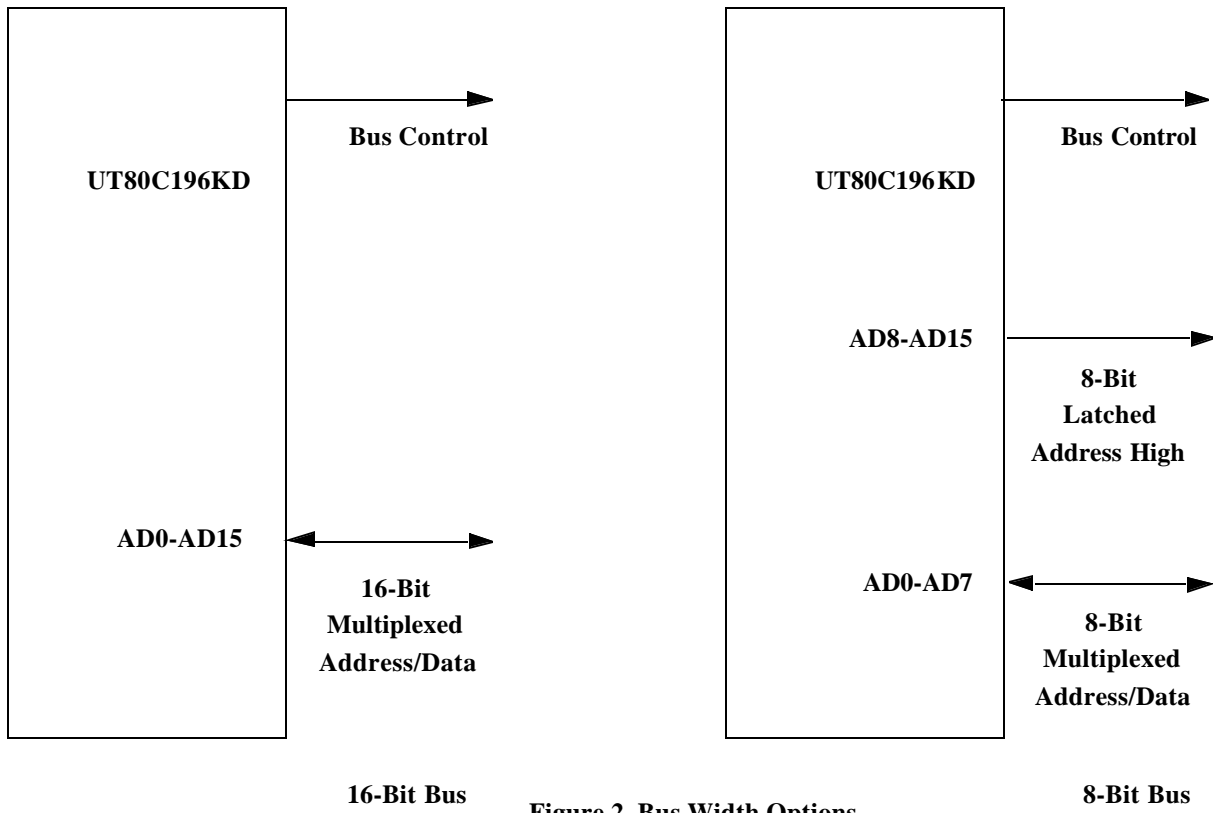 Bus Control
UT80C196KD
AD0-AD15
16-Bit
Multiplexed
Address/Data
16-Bit Bus
Bus Control
UT80C196KD
AD8-AD15
8-Bit
Latched
Address High
AD0-AD7
8-Bit
Multiplexed
Address/Data
8-Bit Bus
Figure 2. Bus Width Options